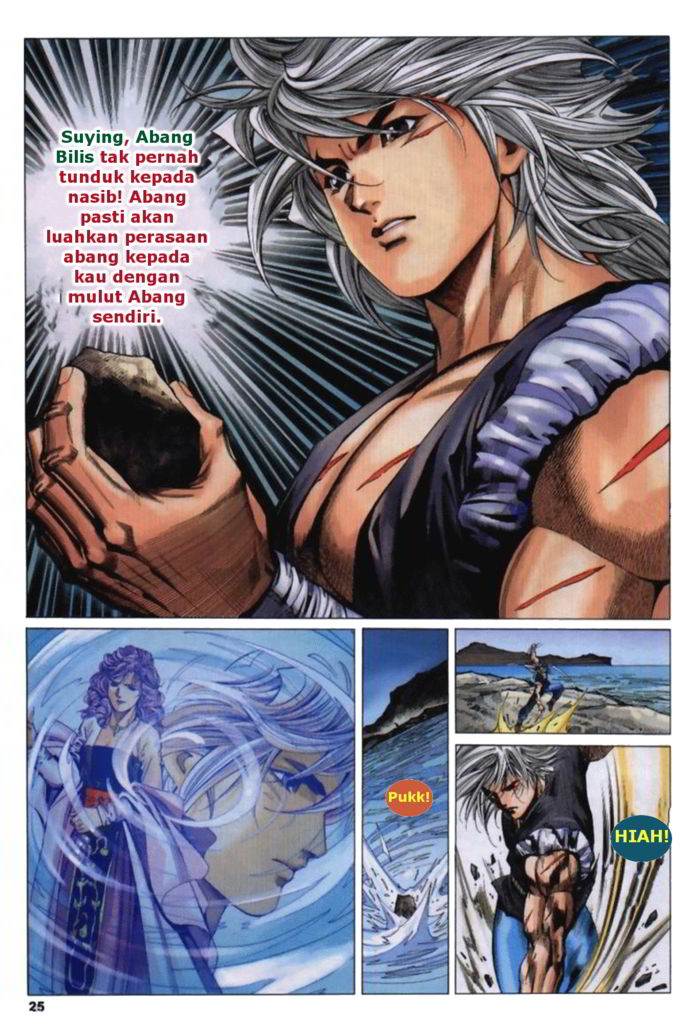 Suying, Abang
Bilis tak pernah
tunduk kepada
nasib! Abang
pasti akan
luahkan perasaan
abang kepada
kau dengan
mulut Abang
sendiri.
Pukk!
HIAH!
25